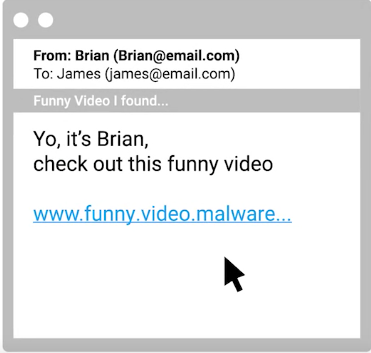 From: Brian (Brian@email.com)
To: James (james@email.com)
Funny Video I found...
Yo, it's Brian,
check out this funny video
www.funny.video.malware...